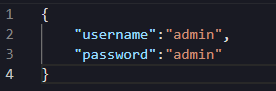 1 {
2     "username":"admin",
3     "password":"admin"
4 }